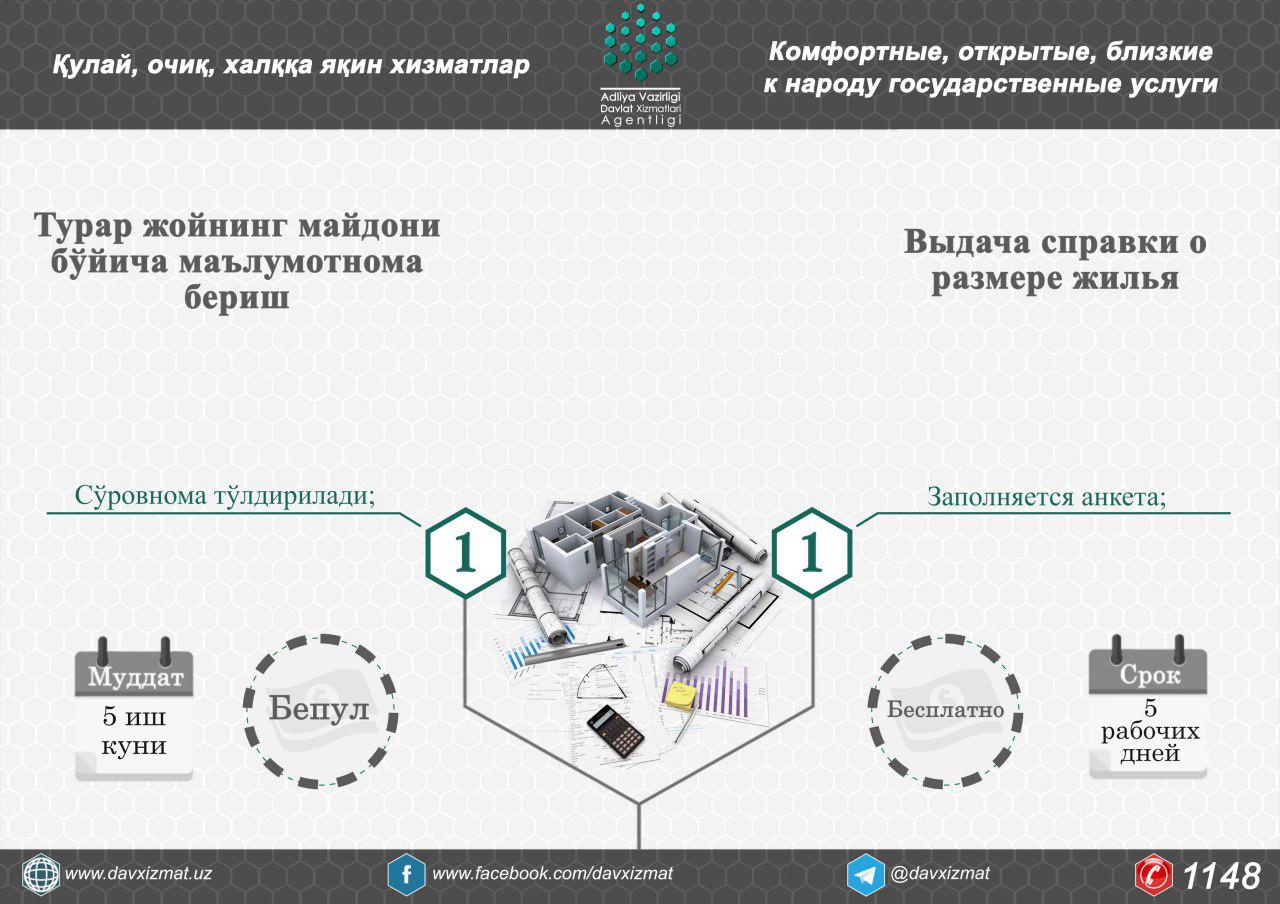 Қулай, очиқ, халққа яқин хизматлар
Adliya Vazirligi
Davlat Xizmatlari
Agentligi
Комфортные, открытые, близкие
к народу государственные услуги
Турар жойнинг майдони
бўйича маълумотнома
бериш
Выдача справки о
размере жилья
Сўровнома тўлдирилади;
1
1
Заполняется анкета;
Муддат
5 иш
куни
Бепул
Бесплатно
Срок
5
рабочих
дней
www.davxizmat.uz
www.facebook.com/davxizmat
@davxizmat
1148